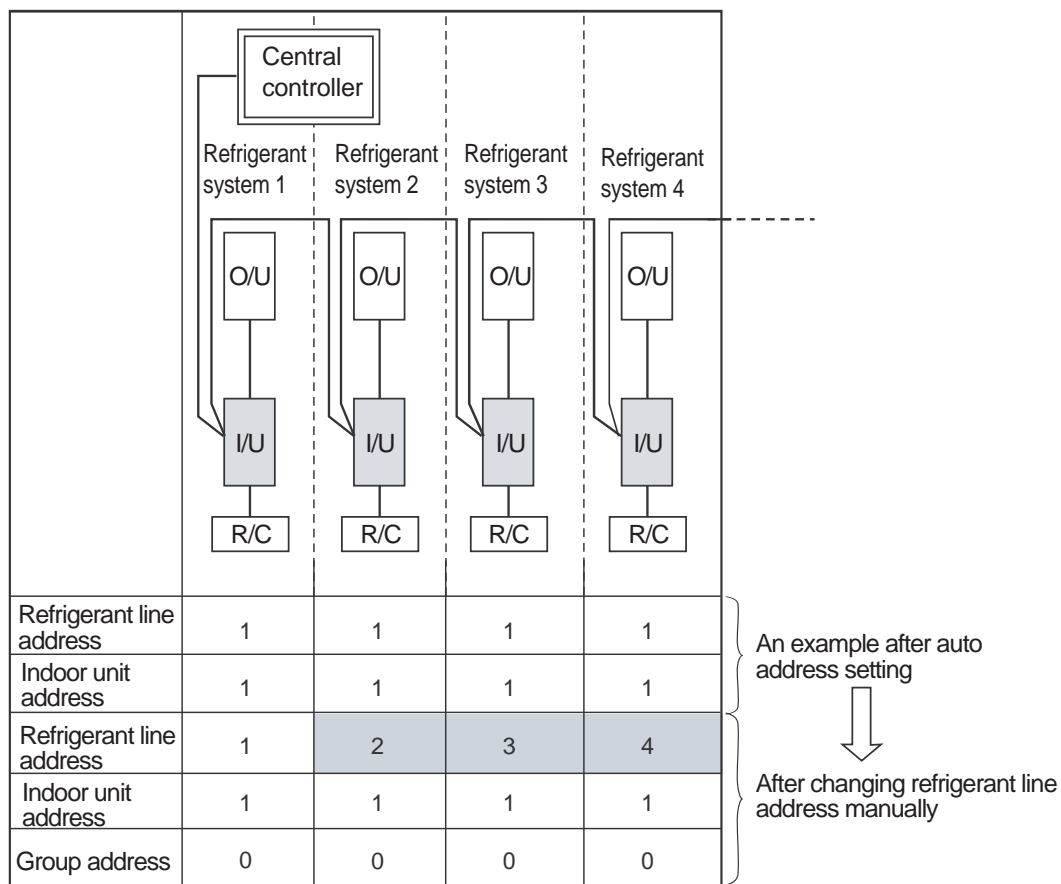 Central
controller
Refrigerant
system 1
Refrigerant
system 2
Refrigerant
system 3
Refrigerant
system 4
O/U O/U O/U O/U
I/U I/U I/U I/U
R/C R/C R/C R/C
Refrigerant line
address
1 1 1 1
Indoor unit
address
1 1 1 1
An example after auto
address setting
Refrigerant line
address
1 2 3 4
Indoor unit
address
1 1 1 1
Group address 0 0 0 0
After changing refrigerant line
address manually